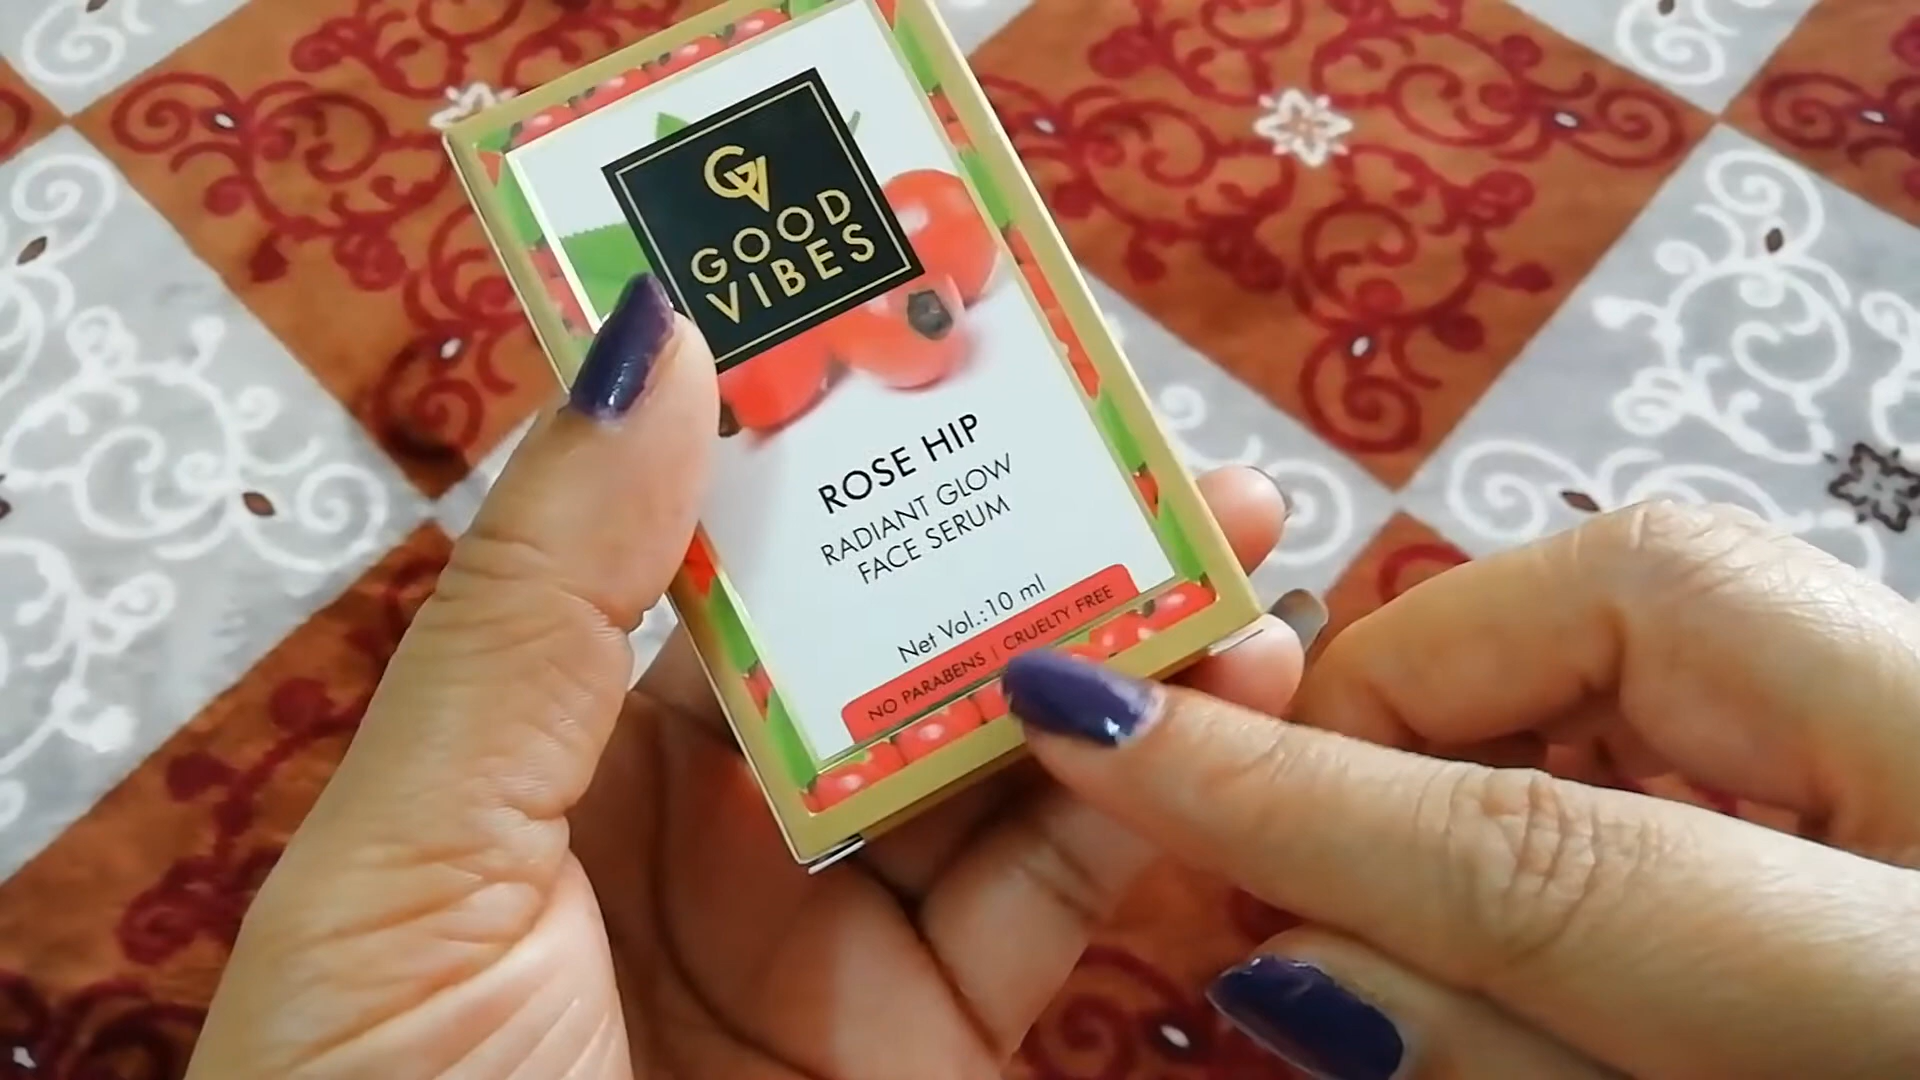 GV
GOOD
VIBES
ROSE HIP
RADIANT GLOW
FACE SERUM
Net Vol.:10 ml
NO PARABENS | CRUELTY FREE